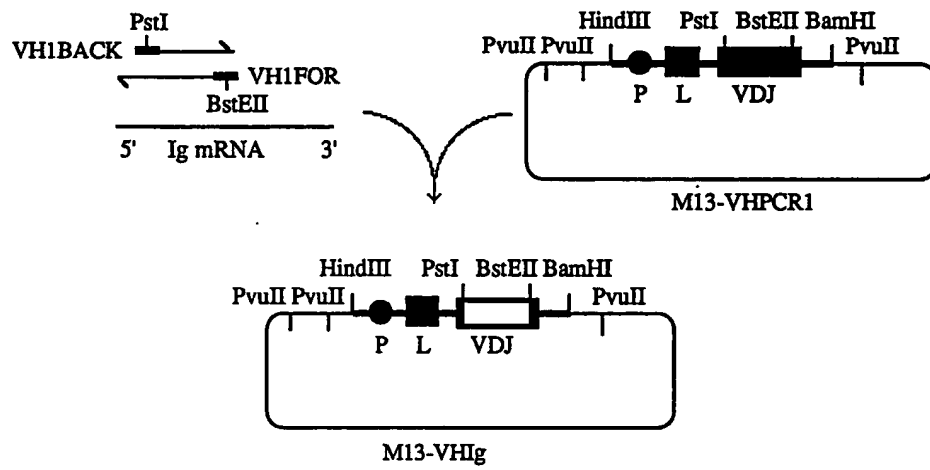 PstI
VH1BACK
VH1FOR
BstEII
5' Ig mRNA 3'
HindIII PstI BstEII BamHI
PvuII PvuII PvuII
P L VDJ
M13-VHPCR1
HindIII PstI BstEII BamHI
PvuII PvuII PvuII
P L VDJ
M13-VHIg